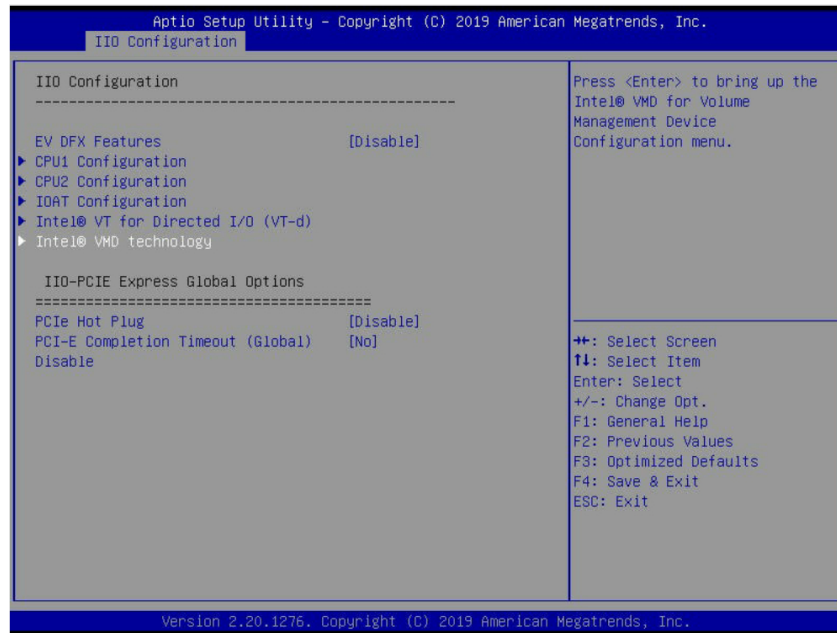 Aptio Setup Utility – Copyright (C) 2019 American Megatrends, Inc.
IIO Configuration
IIO Configuration
--------------------------------------------------
EV DFX Features [Disable]
▶ CPU1 Configuration
▶ CPU2 Configuration
▶ IOAT Configuration
▶ Intel® VT for Directed I/O (VT-d)
▶ Intel® VMD technology
IIO-PCIE Express Global Options
========================================
PCIe Hot Plug [Disable]
PCI-E Completion Timeout (Global) [No]
Disable
Press <Enter> to bring up the
Intel® VMD for Volume
Management Device
Configuration menu.
→←: Select Screen
↑↓: Select Item
Enter: Select
+/-: Change Opt.
F1: General Help
F2: Previous Values
F3: Optimized Defaults
F4: Save & Exit
ESC: Exit
Version 2.20.1276. Copyright (C) 2019 American Megatrends, Inc.